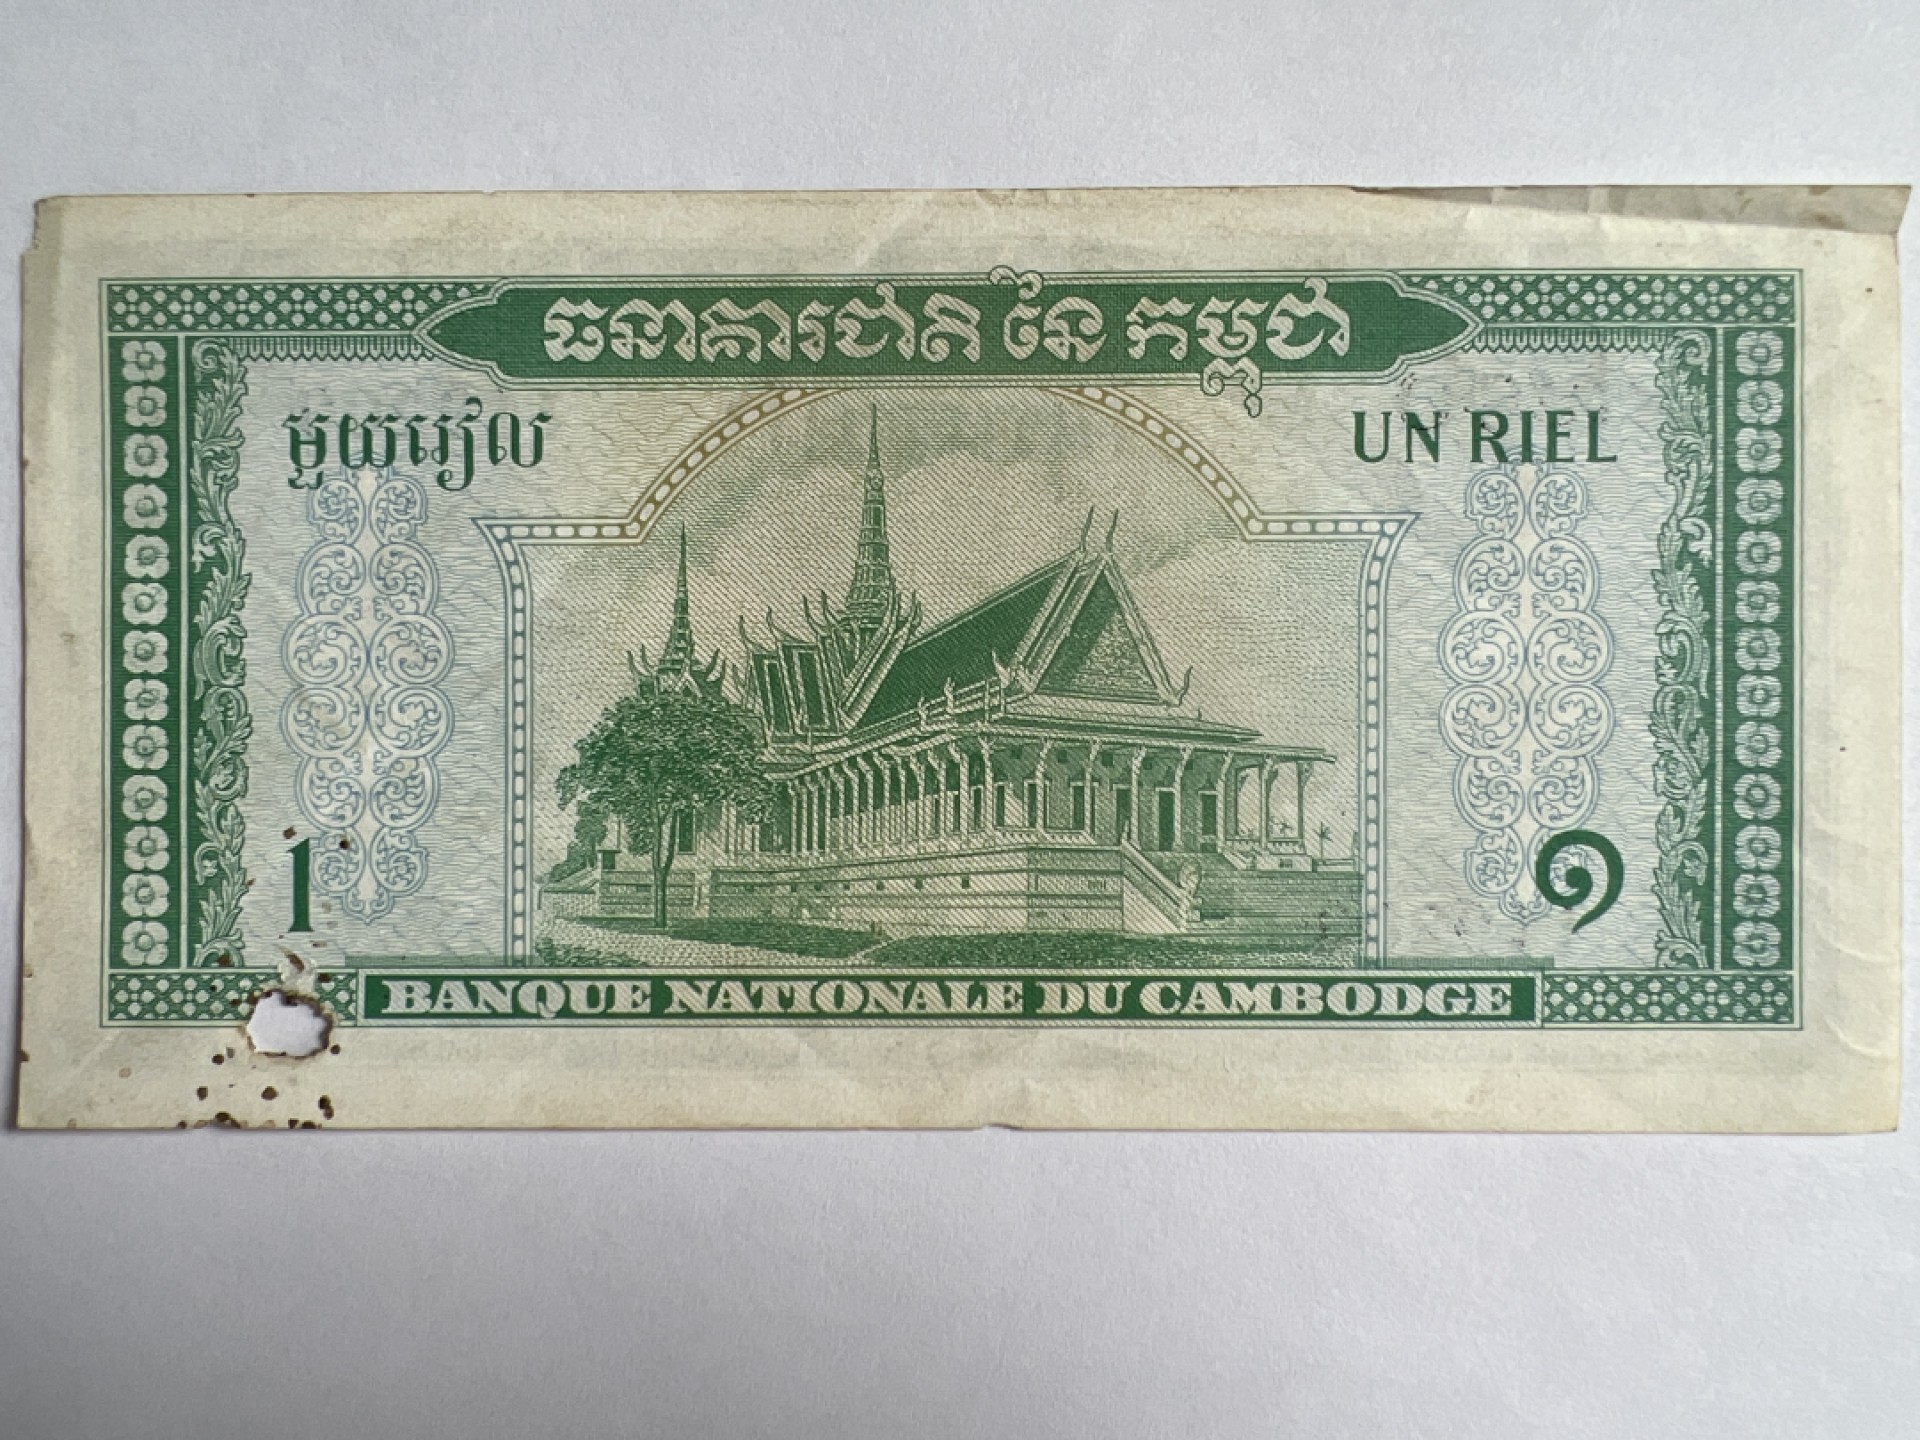 ធនាគារជាតិ នៃ កម្ពុជា
មួយរៀល
UN RIEL
1
១
BANQUE NATIONALE DU CAMBODGE